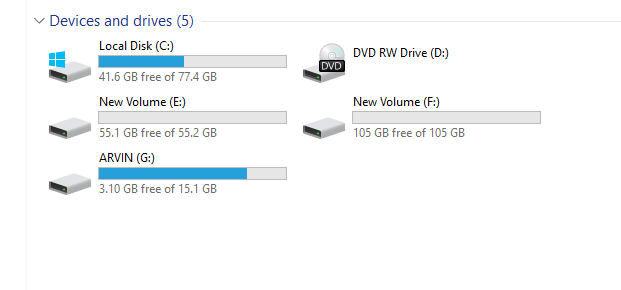 Devices and drives (5)
Local Disk (C:)
41.6 GB free of 77.4 GB
DVD RW Drive (D:)
DVD
New Volume (E:)
55.1 GB free of 55.2 GB
New Volume (F:)
105 GB free of 105 GB
ARVIN (G:)
3.10 GB free of 15.1 GB